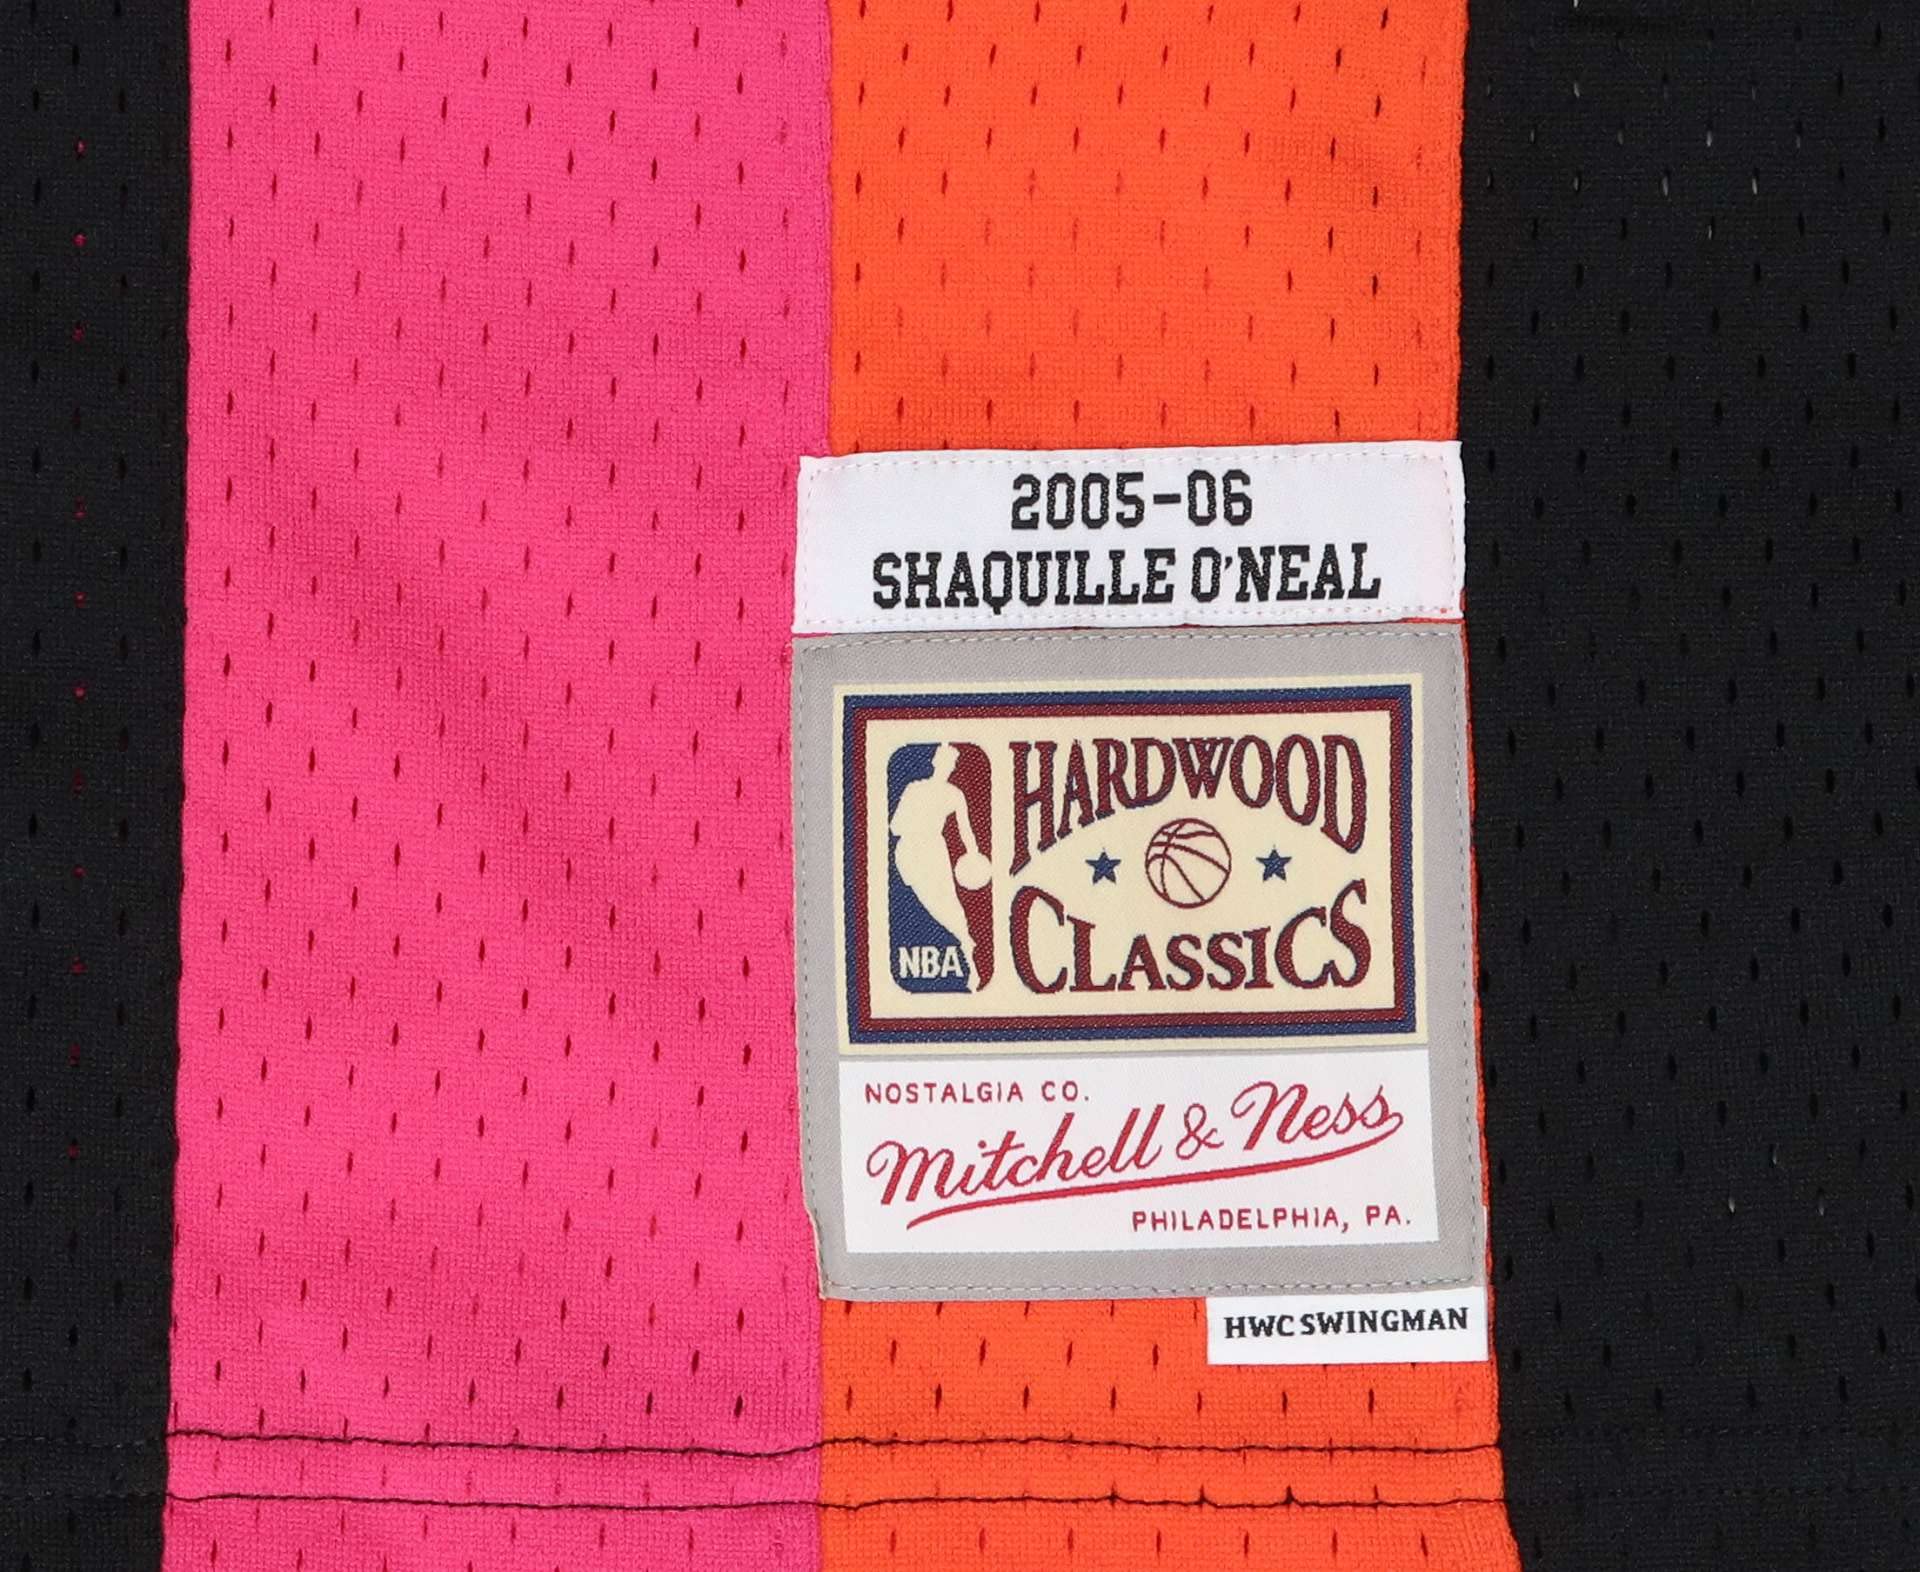 2005-06
SHAQUILLE O'NEAL
HARDWOOD
CLASSICS
NBA
NOSTALGIA CO.
Mitchell & Ness
PHILADELPHIA, PA.
HWC SWINGMAN